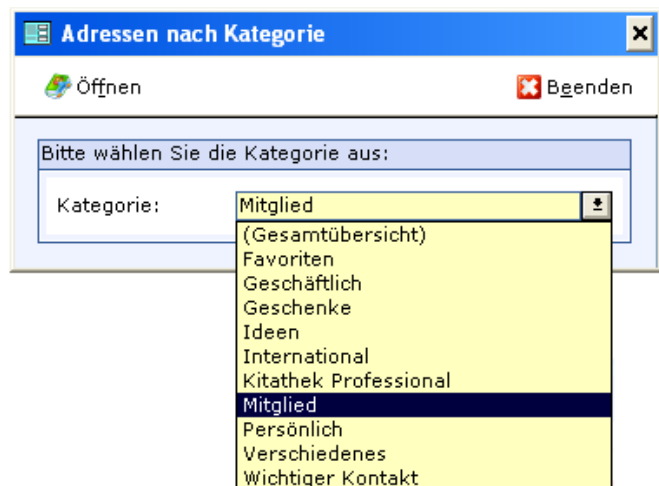 Adressen nach Kategorie
Öffnen Beenden
Bitte wählen Sie die Kategorie aus:
Kategorie: Mitglied
(Gesamtübersicht)
Favoriten
Geschäftlich
Geschenke
Ideen
International
Kitathek Professional
Mitglied
Persönlich
Verschiedenes
Wichtiger Kontakt